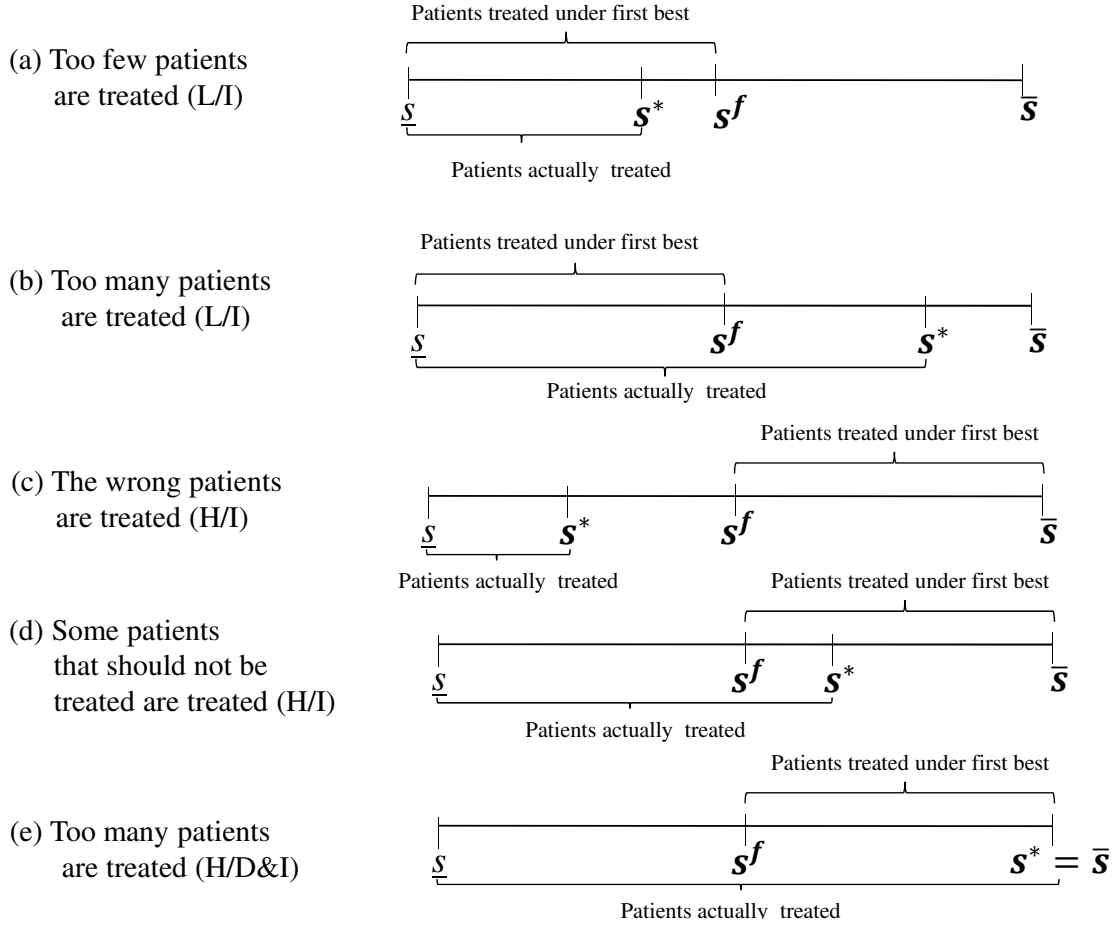 Patients treated under first best
(a) Too few patients
are treated (L/I)
s̲ s* s^f s̅
Patients actually treated
Patients treated under first best
(b) Too many patients
are treated (L/I)
s̲ s^f s* s̅
Patients actually treated
Patients treated under first best
(c) The wrong patients
are treated (H/I)
s̲ s* s^f s̅
Patients actually treated
Patients treated under first best
(d) Some patients
that should not be
treated are treated (H/I)
s̲ s^f s* s̅
Patients actually treated
Patients treated under first best
(e) Too many patients
are treated (H/D&I)
s̲ s^f s* = s̅
Patients actually treated